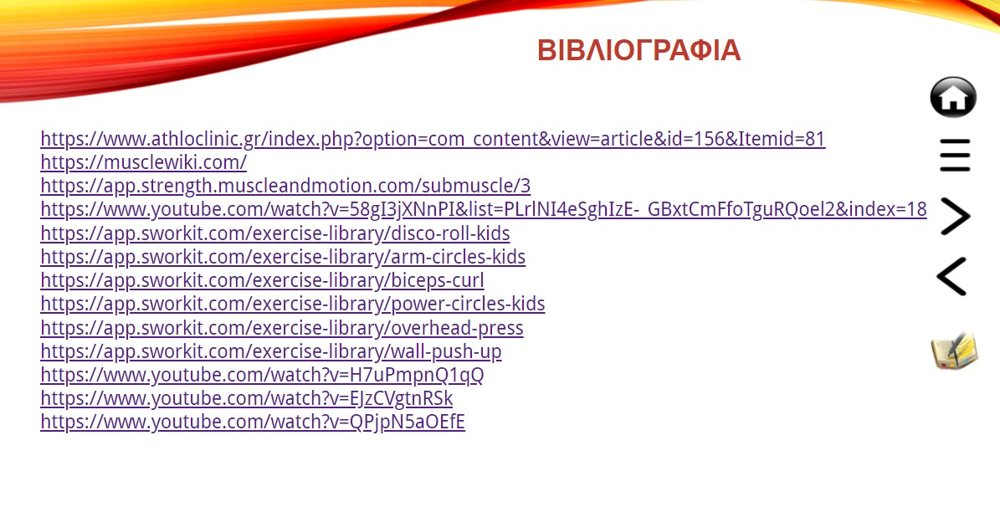 ΒΙΒΛΙΟΓΡΑΦΙΑ
https://www.athloclinic.gr/index.php?option=com_content&view=article&id=156&Itemid=81
https://musclewiki.com/
https://app.strength.muscleandmotion.com/submuscle/3
https://www.youtube.com/watch?v=58gI3jXNnPI&list=PLrlNI4eSghIzE-_GBxtCmFfoTguRQoel2&index=18
https://app.sworkit.com/exercise-library/disco-roll-kids
https://app.sworkit.com/exercise-library/arm-circles-kids
https://app.sworkit.com/exercise-library/biceps-curl
https://app.sworkit.com/exercise-library/power-circles-kids
https://app.sworkit.com/exercise-library/overhead-press
https://app.sworkit.com/exercise-library/wall-push-up
https://www.youtube.com/watch?v=H7uPmpnQ1qQ
https://www.youtube.com/watch?v=EJzCVgtnRSk
https://www.youtube.com/watch?v=QPjpN5aOEfE